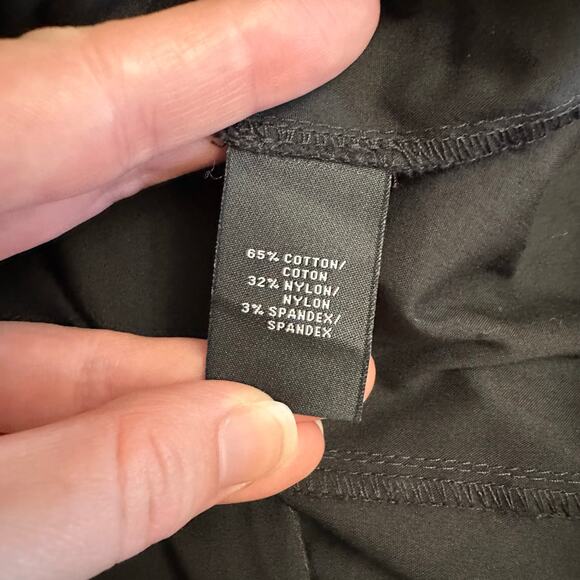 65% COTTON/
COTON
32% NYLON/
NYLON
3% SPANDEX/
SPANDEX